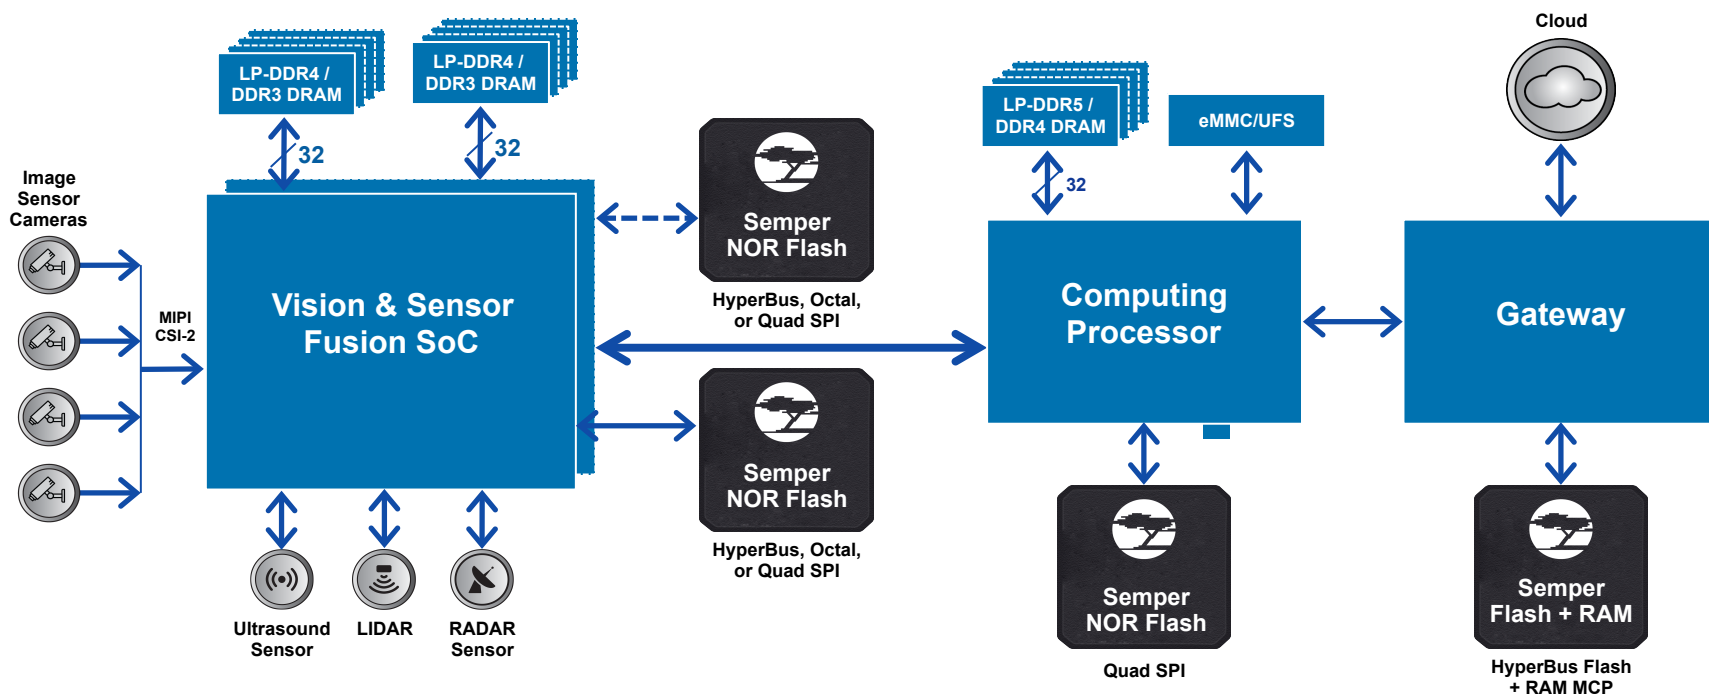 LP-DDR4 /
DDR3 DRAM
32
LP-DDR4 /
DDR3 DRAM
32
Image
Sensor
Cameras
MIPI
CSI-2
Vision & Sensor
Fusion SoC
Ultrasound
Sensor
LIDAR
RADAR
Sensor
Semper
NOR Flash
HyperBus, Octal,
or Quad SPI
Semper
NOR Flash
HyperBus, Octal,
or Quad SPI
LP-DDR5 /
DDR4 DRAM
32
eMMC/UFS
Computing
Processor
Semper
NOR Flash
Quad SPI
Cloud
Gateway
Semper
Flash + RAM
HyperBus Flash
+ RAM MCP